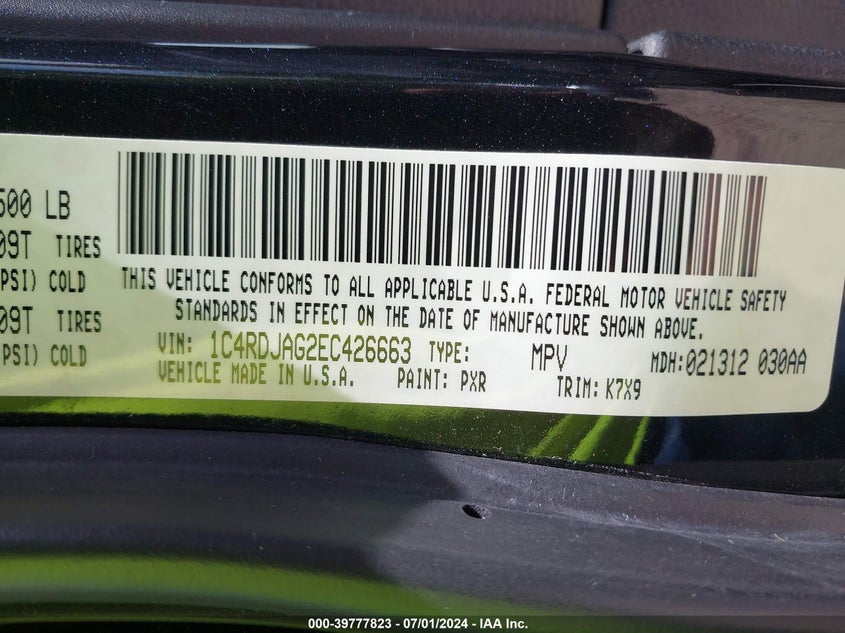 500 LB
09T TIRES
PSI) COLD
09T TIRES
PSI) COLD
THIS VEHICLE CONFORMS TO ALL APPLICABLE U.S.A. FEDERAL MOTOR VEHICLE SAFETY
STANDARDS IN EFFECT ON THE DATE OF MANUFACTURE SHOWN ABOVE.
VIN: 1C4RDJAG2EC426663 TYPE: MPV MDH:021312 030AA
VEHICLE MADE IN U.S.A. PAINT: PXR TRIM: K7X9
000-39777823 / 07/01/2024 - IAA Inc.